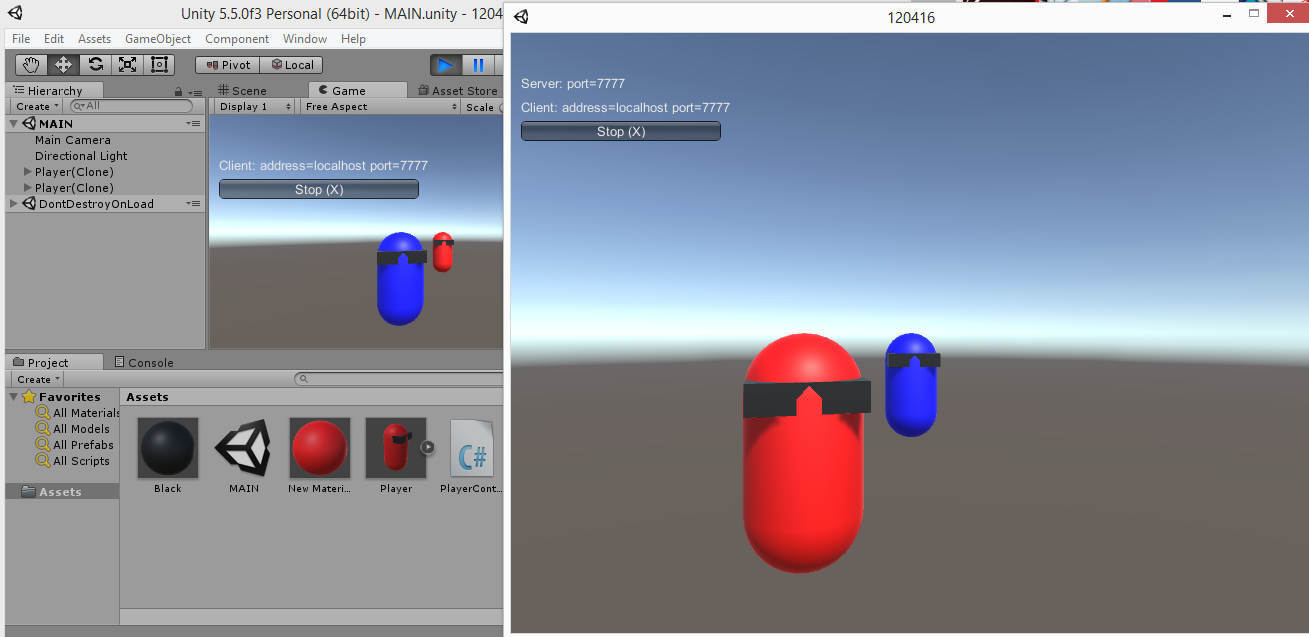 Unity 5.5.0f3 Personal (64bit) - MAIN.unity - 1204
File Edit Assets GameObject Component Window Help
Pivot Local
Hierarchy
Create All
MAIN
Main Camera
Directional Light
Player(Clone)
Player(Clone)
DontDestroyOnLoad
Scene Game Asset Store
Display 1 Free Aspect Scale
Client: address=localhost port=7777
Stop (X)
Project Console
Create
Favorites
All Materials
All Models
All Prefabs
All Scripts
Assets
Assets
Black MAIN New Materi... Player PlayerCont...
C#
120416
Server: port=7777
Client: address=localhost port=7777
Stop (X)